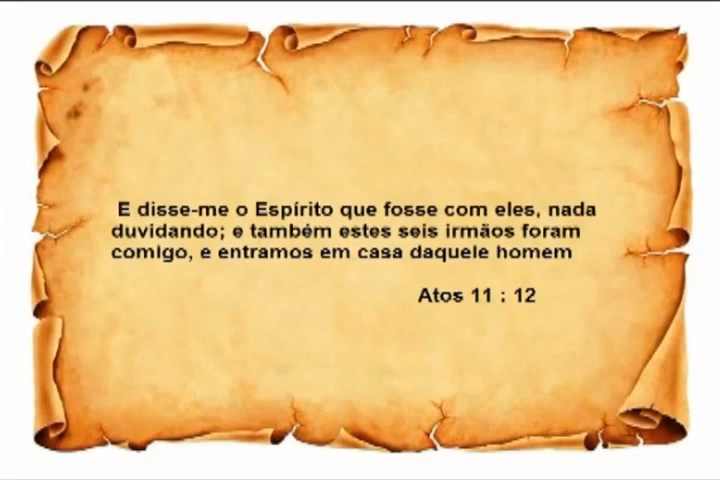 E disse-me o Espírito que fosse com eles, nada
duvidando; e também estes seis irmãos foram
comigo, e entramos em casa daquele homem
Atos 11 : 12